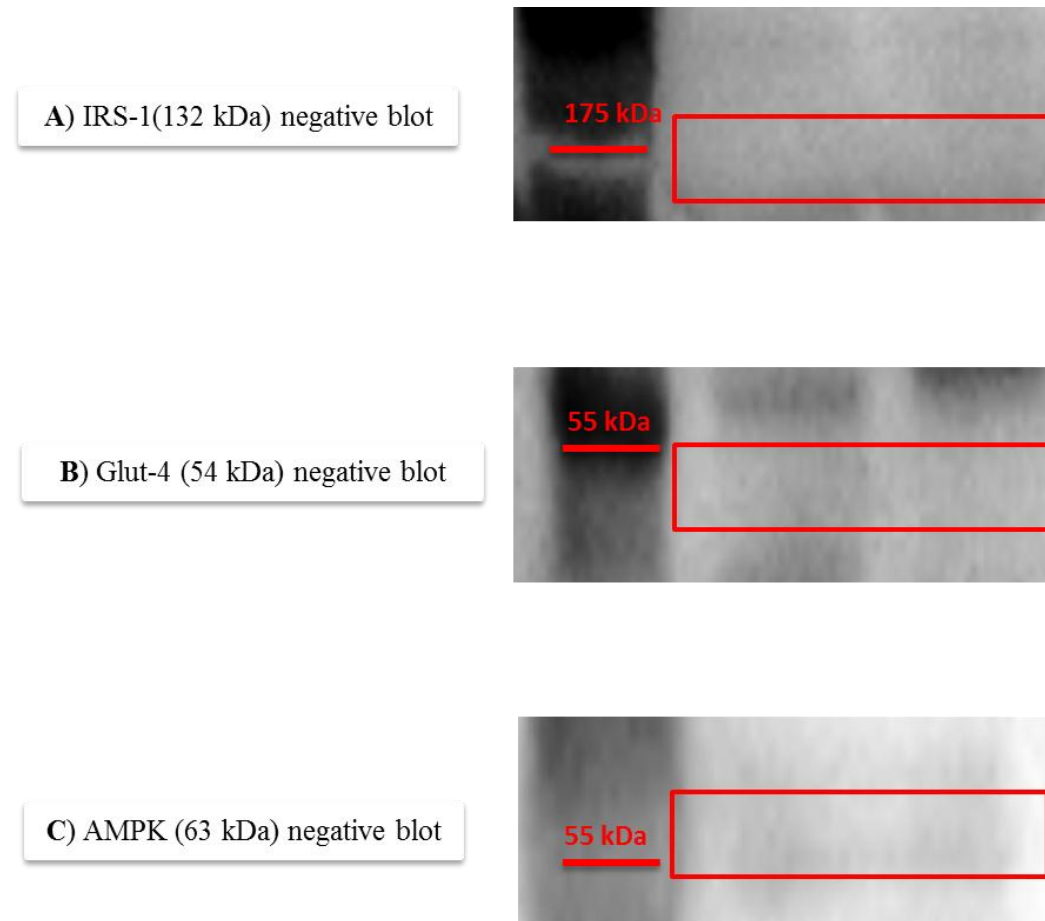 A) IRS-1(132 kDa) negative blot
175 kDa
B) Glut-4 (54 kDa) negative blot
55 kDa
C) AMPK (63 kDa) negative blot
55 kDa